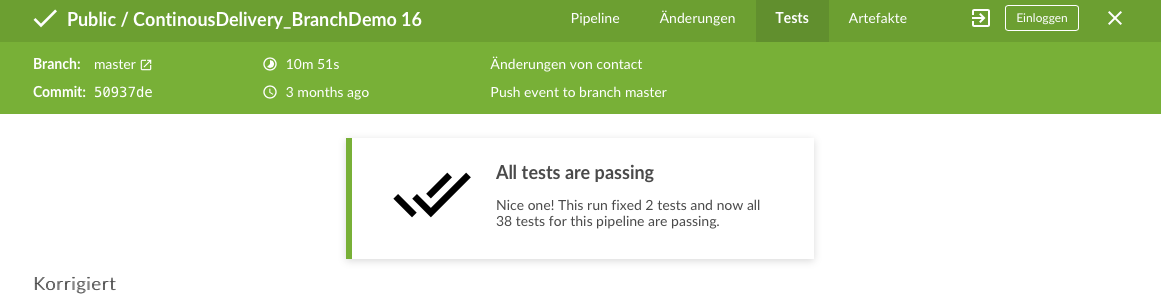 Public / ContinousDelivery_BranchDemo 16
Pipeline
Änderungen
Tests
Artefakte
Einloggen
Branch: master
10m 51s
Änderungen von contact
Commit: 50937de
3 months ago
Push event to branch master
All tests are passing
Nice one! This run fixed 2 tests and now all
38 tests for this pipeline are passing.
Korrigiert